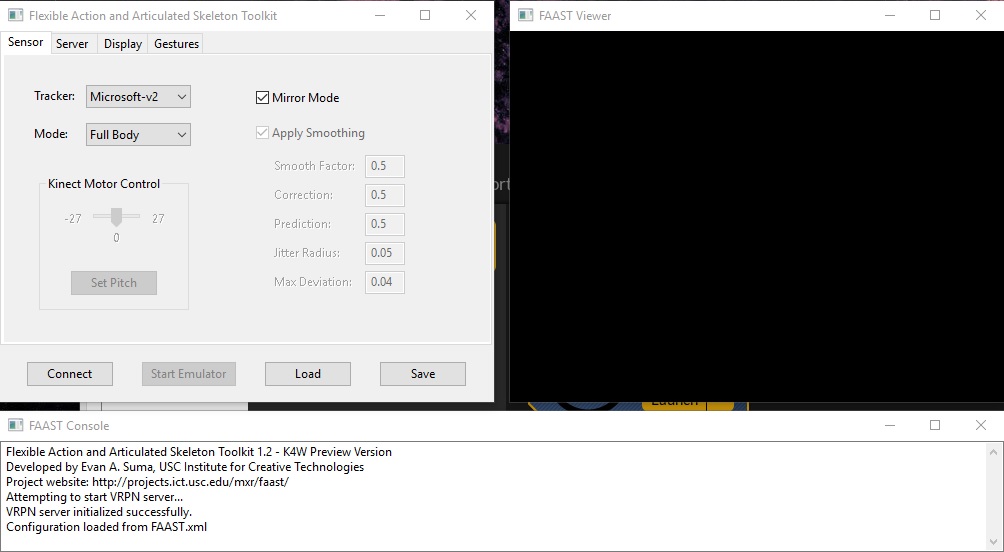 Flexible Action and Articulated Skeleton Toolkit
Sensor Server Display Gestures
Tracker: Microsoft-v2
Mode: Full Body
Kinect Motor Control
-27 27
0
Set Pitch
Mirror Mode
Apply Smoothing
Smooth Factor: 0.5
Correction: 0.5
Prediction: 0.5
Jitter Radius: 0.05
Max Deviation: 0.04
Connect Start Emulator Load Save
FAAST Viewer
ort
Launch
FAAST Console
Flexible Action and Articulated Skeleton Toolkit 1.2 - K4W Preview Version
Developed by Evan A. Suma, USC Institute for Creative Technologies
Project website: http://projects.ict.usc.edu/mxr/faast/
Attempting to start VRPN server...
VRPN server initialized successfully.
Configuration loaded from FAAST.xml